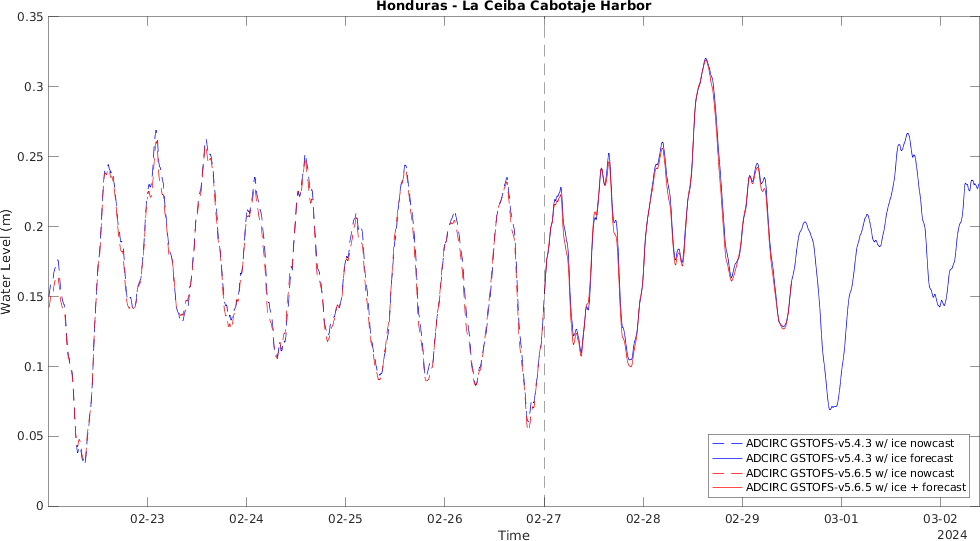 Honduras - La Ceiba Cabotaje Harbor
0.35
0.3
0.25
0.2
0.15
0.1
0.05
0
Water Level (m)
ADCIRC GSTOFS-v5.4.3 w/ ice nowcast
ADCIRC GSTOFS-v5.4.3 w/ ice forecast
ADCIRC GSTOFS-v5.6.5 w/ ice nowcast
ADCIRC GSTOFS-v5.6.5 w/ ice + forecast
02-23 02-24 02-25 02-26 02-27 02-28 02-29 03-01 03-02
Time 2024